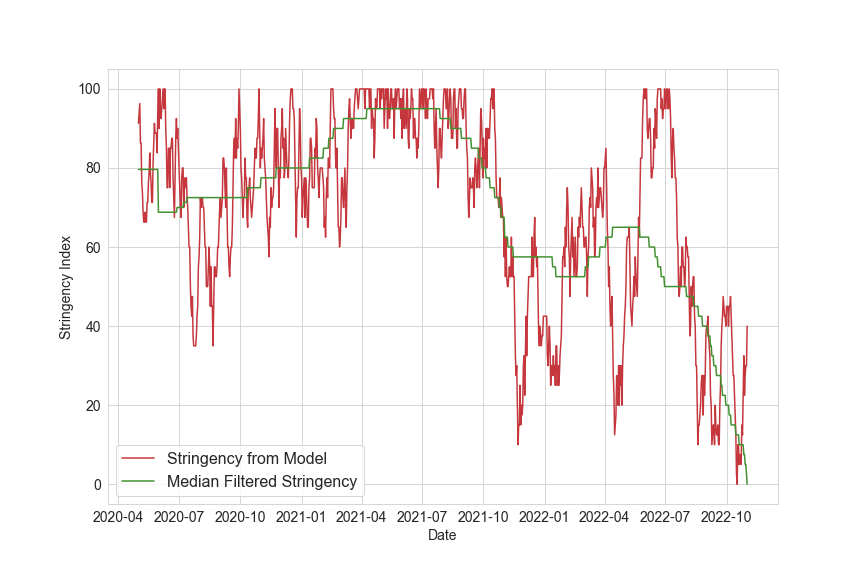 100
80
60
40
20
0
Stringency Index
Stringency from Model
Median Filtered Stringency
2020-04 2020-07 2020-10 2021-01 2021-04 2021-07 2021-10 2022-01 2022-04 2022-07 2022-10
Date